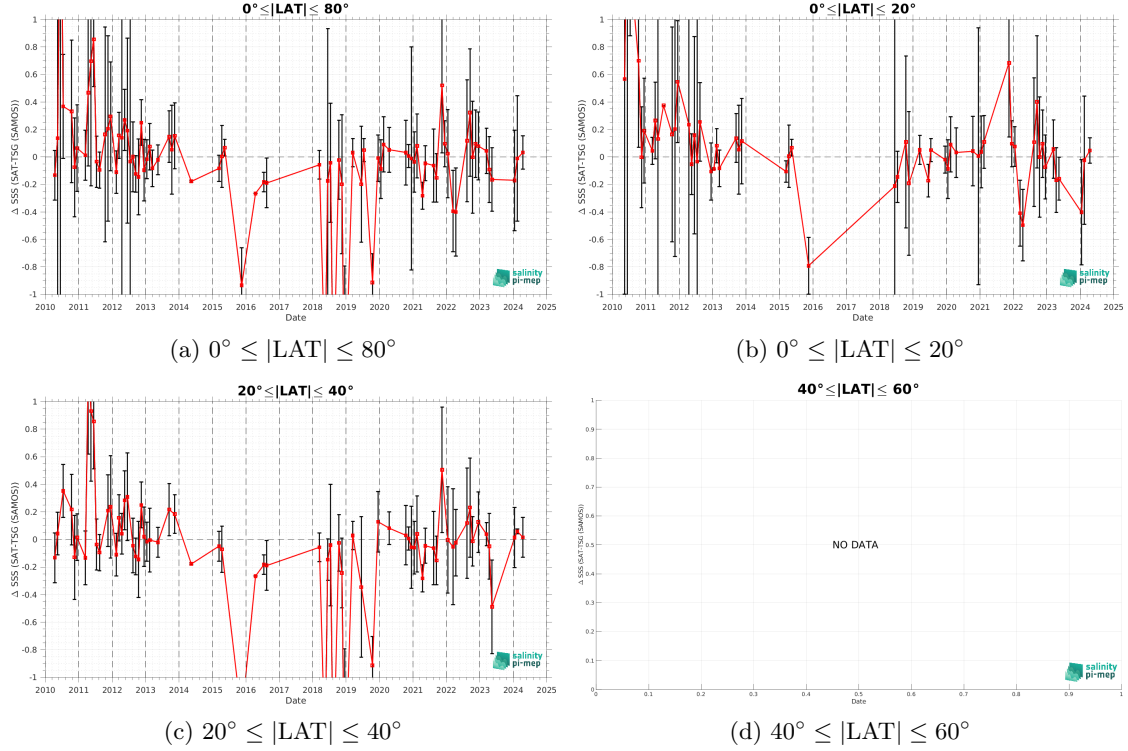 0°≤|LAT|≤ 80°
Δ SSS (SAT-TSG (SAMOS))
1
0.8
0.6
0.4
0.2
0
-0.2
-0.4
-0.6
-0.8
-1
2010 2011 2012 2013 2014 2015 2016 2017 2018 2019 2020 2021 2022 2023 2024 2025
Date
salinity
pi-mep
(a) 0° ≤ |LAT| ≤ 80°
0°≤|LAT|≤ 20°
Δ SSS (SAT-TSG (SAMOS))
1
0.8
0.6
0.4
0.2
0
-0.2
-0.4
-0.6
-0.8
-1
2010 2011 2012 2013 2014 2015 2016 2017 2018 2019 2020 2021 2022 2023 2024 2025
Date
salinity
pi-mep
(b) 0° ≤ |LAT| ≤ 20°
20°≤|LAT|≤ 40°
Δ SSS (SAT-TSG (SAMOS))
1
0.8
0.6
0.4
0.2
0
-0.2
-0.4
-0.6
-0.8
-1
2010 2011 2012 2013 2014 2015 2016 2017 2018 2019 2020 2021 2022 2023 2024 2025
Date
salinity
pi-mep
(c) 20° ≤ |LAT| ≤ 40°
40°≤|LAT|≤ 60°
Δ SSS (SAT-TSG (SAMOS))
1
0.9
0.8
0.7
0.6
0.5
0.4
0.3
0.2
0.1
0
NO DATA
0 0.1 0.2 0.3 0.4 0.5 0.6 0.7 0.8 0.9 1
Date
salinity
pi-mep
(d) 40° ≤ |LAT| ≤ 60°